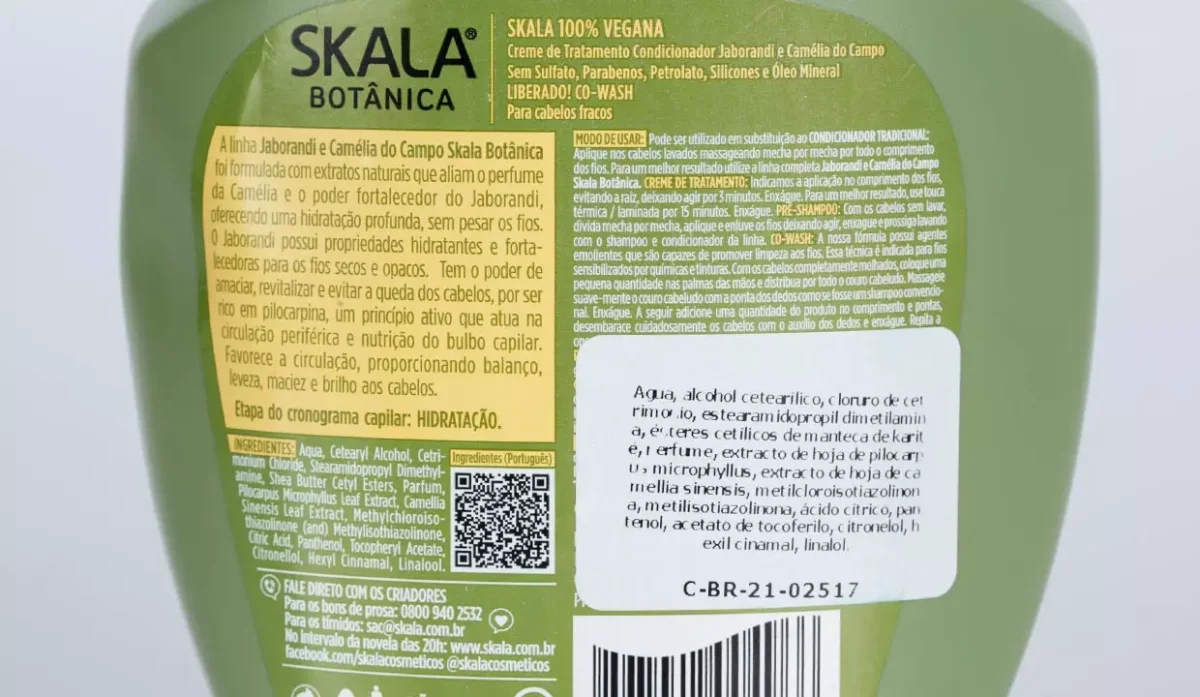 SKALA®
BOTÂNICA
SKALA 100% VEGANA
Creme de Tratamento Condicionador Jaborandi e Camélia do Campo
Sem Sulfato, Parabenos, Petrolato, Silicones e Óleo Mineral
LIBERADO! CO-WASH
Para cabelos fracos
A linha Jaborandi e Camélia do Campo Skala Botânica
foi formulada com extratos naturais que aliam o perfume
da Camélia e o poder fortalecedor do Jaborandi,
oferecendo uma hidratação profunda, sem pesar os fios.
O Jaborandi possui propriedades hidratantes e forta-
lecedoras para os fios secos e opacos. Tem o poder de
amaciar, revitalizar e evitar a queda dos cabelos, por ser
rico em pilocarpina, um princípio ativo que atua na
circulação periférica e nutrição do bulbo capilar.
Favorece a circulação, proporcionando balanço,
leveza, maciez e brilho aos cabelos.
Etapa do cronograma capilar: HIDRATAÇÃO.
INGREDIENTES: Aqua, Cetearyl Alcohol, Cetri-
monium Chloride, Stearamidopropyl Dimethyl-
amine, Shea Butter Cetyl Esters, Parfum,
Pilocarpus Microphyllus Leaf Extract, Camellia
Sinensis Leaf Extract, Methylchloroiso-
thiazolinone (and) Methylisothiazolinone,
Citric Acid, Panthenol, Tocopheryl Acetate,
Citronellol, Hexyl Cinnamal, Linalool.
Ingredientes (Português)
FALE DIRETO COM OS CRIADORES
Para os bons de prosa: 0800 940 2532
Para os tímidos: sac@skala.com.br
No intervalo da novela das 20h: www.skala.com.br
facebook.com/skalacosmeticos @skalacosmeticos
MODO DE USAR: Pode ser utilizado em substituição ao CONDICIONADOR TRADICIONAL:
Aplique nos cabelos lavados massageando mecha por mecha por todo o comprimento
dos fios. Para um melhor resultado utilize a linha completa Jaborandi e Camélia do Campo
Skala Botânica. CREME DE TRATAMENTO: Indicamos a aplicação no comprimento dos fios,
evitando a raiz, deixando agir por 3 minutos. Enxágue. Para um melhor resultado, use touca
térmica / laminada por 15 minutos. Enxágue. PRÉ-SHAMPOO: Com os cabelos sem lavar,
divida mecha por mecha, aplique e enluve os fios deixando agir, enxague e prossiga lavando
com o shampoo e condicionador da linha. CO-WASH: A nossa fórmula possui agentes
emolientes que são capazes de promover limpeza aos fios. Essa técnica é indicada para fios
sensibilizados por químicas e tinturas. Com os cabelos completamente molhados, coloque uma
pequena quantidade nas palmas das mãos e distribua por todo o couro cabeludo. Massageie
suave-mente o couro cabeludo com a ponta dos dedos como se fosse um shampoo convencio-
nal. Enxágue. A seguir adicione uma quantidade do produto no comprimento e pontas,
desembarace cuidadosamente os cabelos com o auxílio dos dedos e enxágue. Repita a
Agua, alcohol cetearílico, cloruro de cet
rimonio, estearamidopropil dimetilamin
a, ésteres cetílicos de manteca de karit
é, perfume, extracto de hoja de pilocarp
us microphyllus, extracto de hoja de ca
mellia sinensis, metilcloroisotiazolinon
a, metilisotiazolinona, ácido cítrico, pan
tenol, acetato de tocoferilo, citronelol, h
exil cinamal, linalol.
C-BR-21-02517